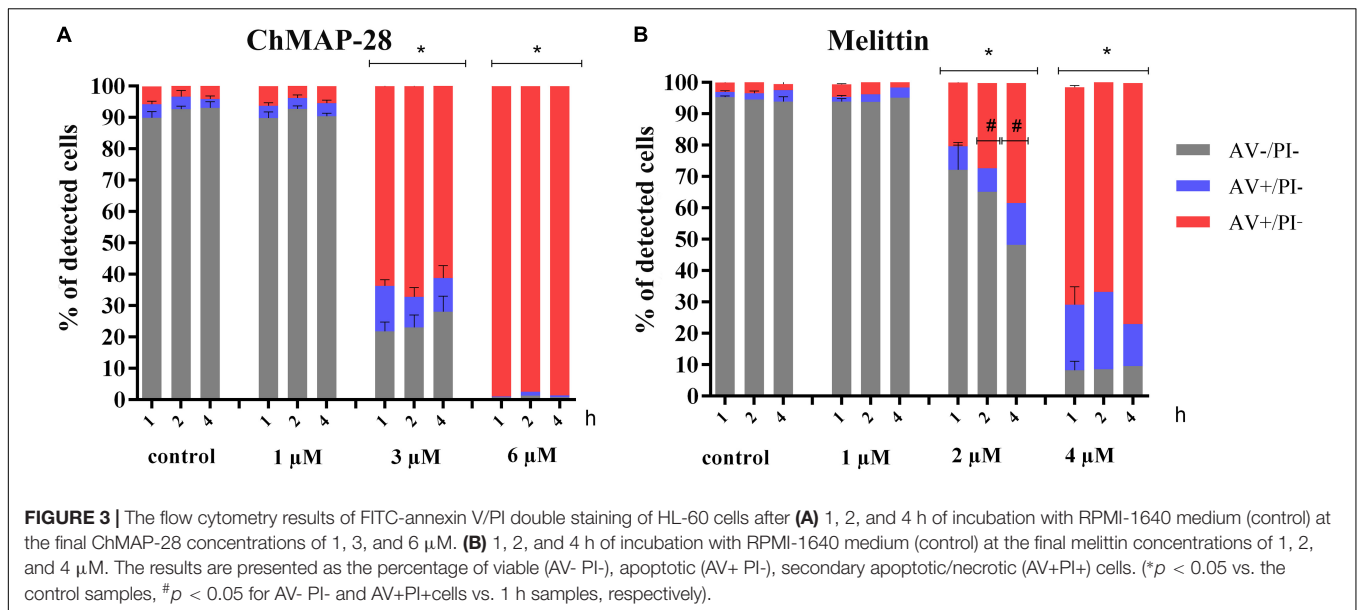 A
ChMAP-28
*
*
% of detected cells
100
90
80
70
60
50
40
30
20
10
0
1 2 4 1 2 4 1 2 4 1 2 4 h
control 1 µM 3 µM 6 µM
B
Melittin
*
*
# #
% of detected cells
100
90
80
70
60
50
40
30
20
10
0
1 2 4 1 2 4 1 2 4 1 2 4 h
control 1 µM 2 µM 4 µM
AV-/PI-
AV+/PI-
AV+/PI-
FIGURE 3 | The flow cytometry results of FITC-annexin V/PI double staining of HL-60 cells after (A) 1, 2, and 4 h of incubation with RPMI-1640 medium (control) at
the final ChMAP-28 concentrations of 1, 3, and 6 µM. (B) 1, 2, and 4 h of incubation with RPMI-1640 medium (control) at the final melittin concentrations of 1, 2,
and 4 µM. The results are presented as the percentage of viable (AV- PI-), apoptotic (AV+ PI-), secondary apoptotic/necrotic (AV+PI+) cells. (*p < 0.05 vs. the
control samples, #p < 0.05 for AV- PI- and AV+PI+cells vs. 1 h samples, respectively).